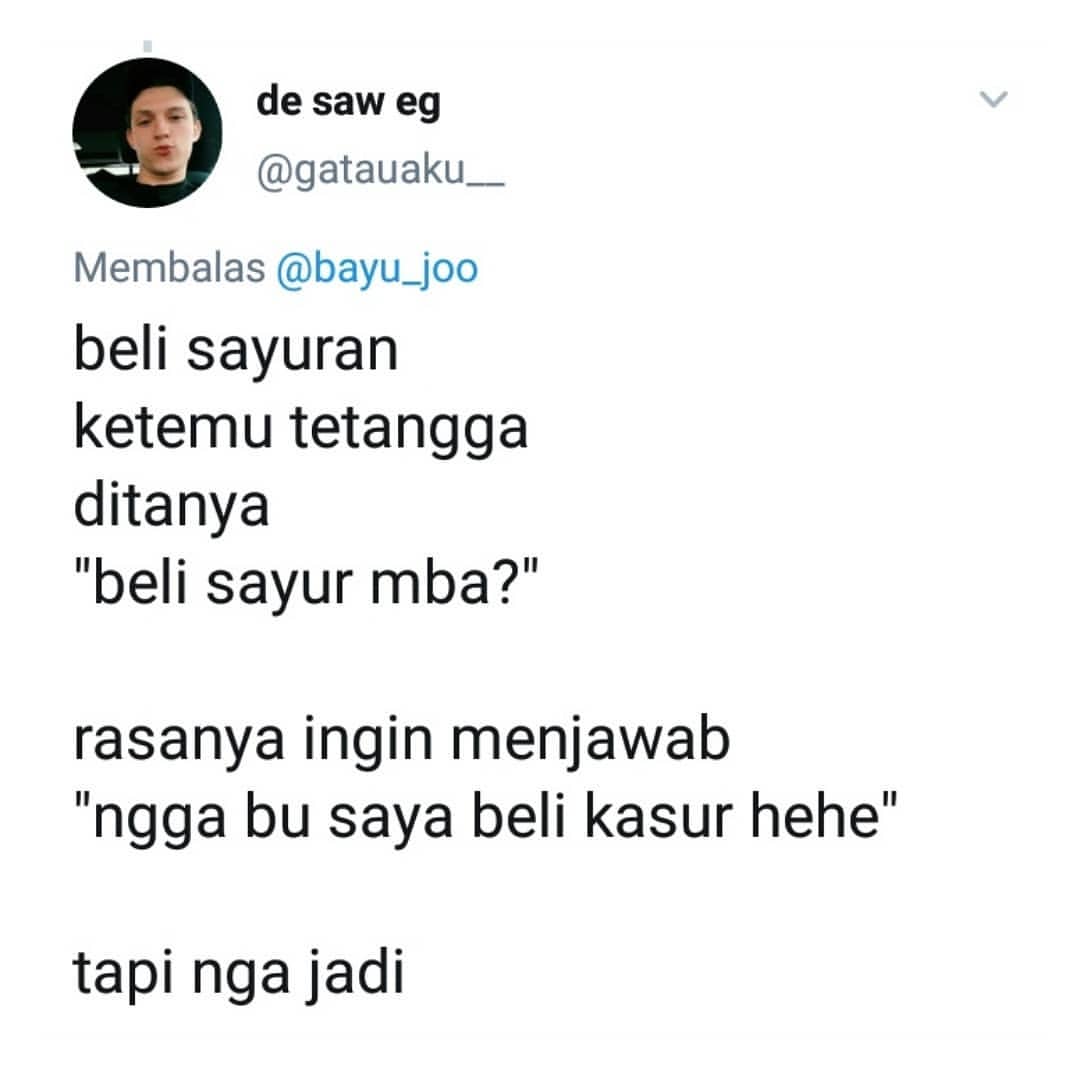 de saw eg
@gatauaku__
Membalas @bayu_joo
beli sayuran
ketemu tetangga
ditanya
"beli sayur mba?"
rasanya ingin menjawab
"ngga bu saya beli kasur hehe"
tapi nga jadi